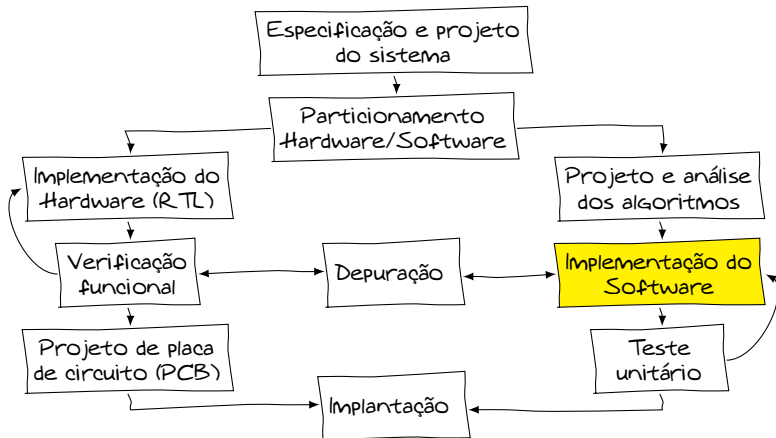 Especificação e projeto
do sistema
Particionamento
Hardware/Software
Implementação do
Hardware (RTL)
Projeto e análise
dos algoritmos
Verificação
funcional
Depuração
Implementação do
Software
Projeto de placa
de circuito (PCB)
Teste
unitário
Implantação